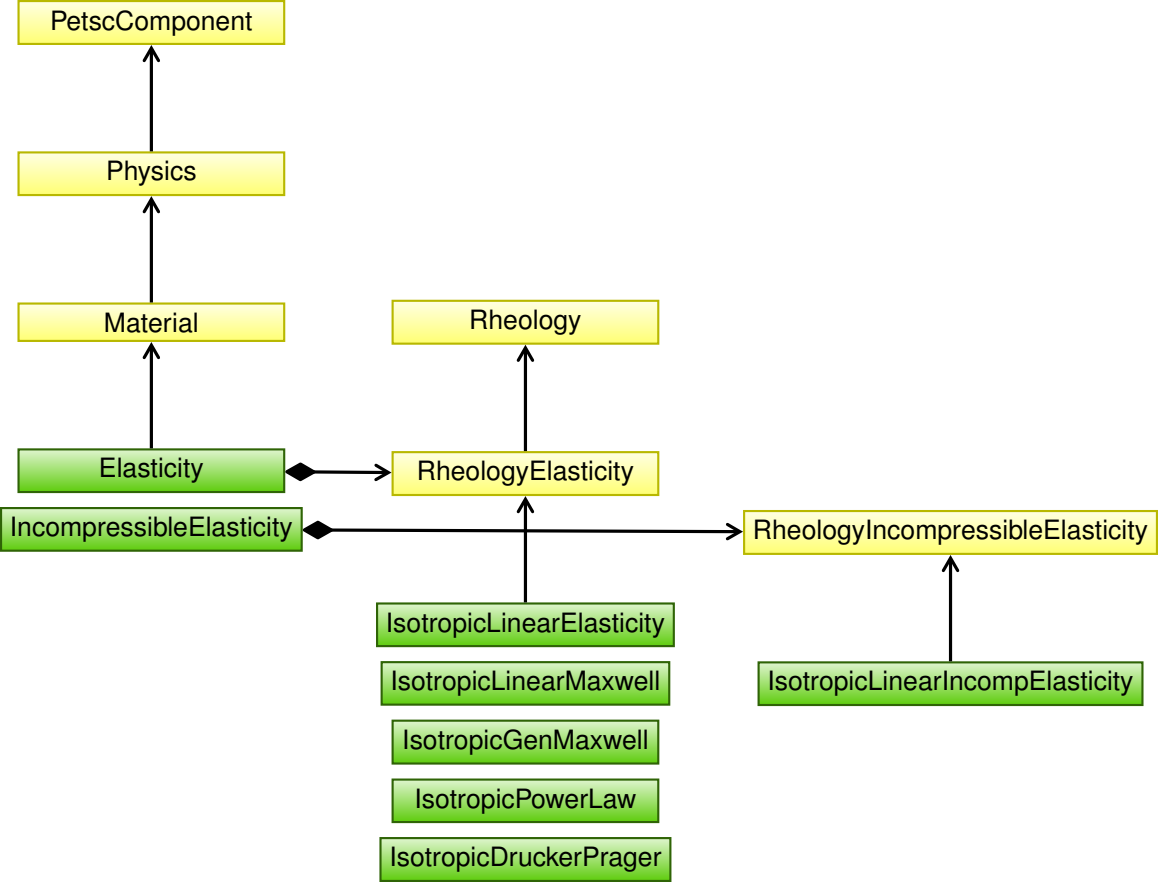 PetscComponent
Physics
Material
Rheology
Elasticity
RheologyElasticity
IncompressibleElasticity
RheologyIncompressibleElasticity
IsotropicLinearElasticity
IsotropicLinearMaxwell
IsotropicLinearIncompElasticity
IsotropicGenMaxwell
IsotropicPowerLaw
IsotropicDruckerPrager